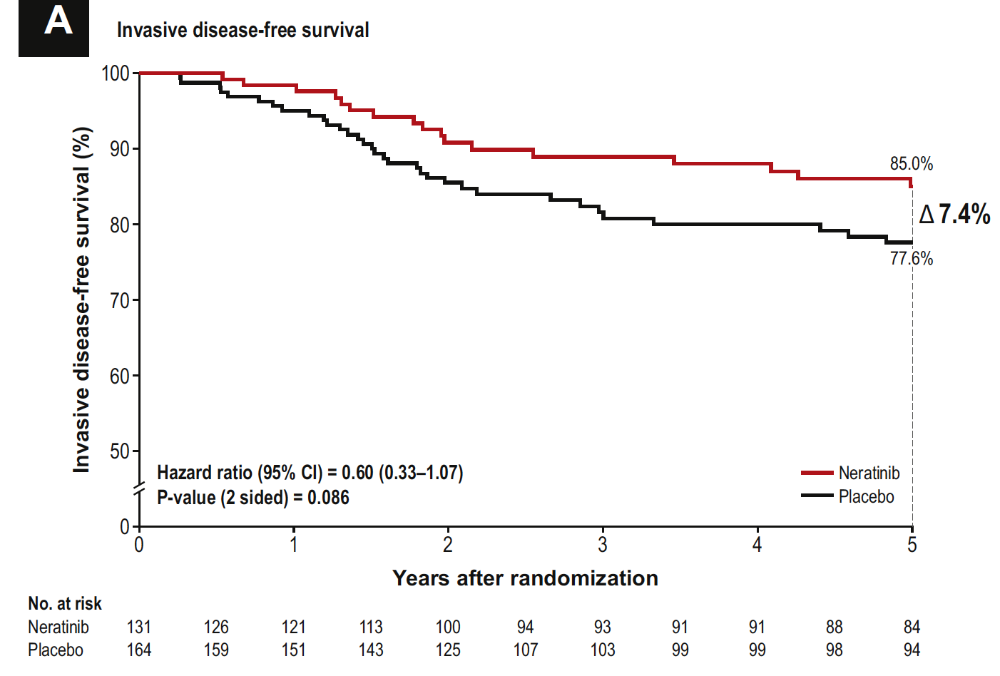 A
Invasive disease-free survival
Invasive disease-free survival (%)
100
90
80
70
60
50
0
85.0%
Δ 7.4%
77.6%
Hazard ratio (95% CI) = 0.60 (0.33–1.07)
P-value (2 sided) = 0.086
Neratinib
Placebo
0 1 2 3 4 5
Years after randomization
No. at risk
Neratinib 131 126 121 113 100 94 93 91 91 88 84
Placebo 164 159 151 143 125 107 103 99 99 98 94